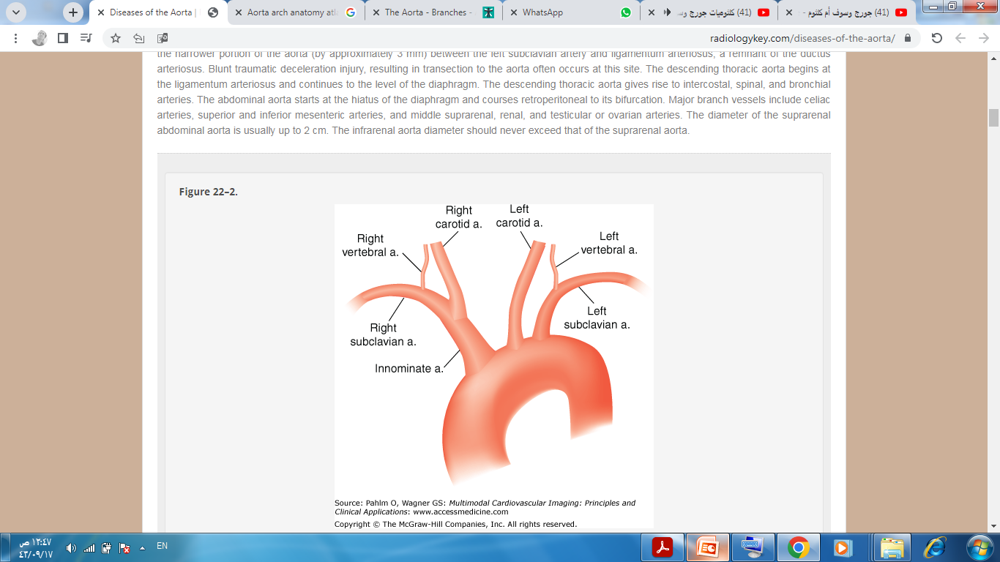 Diseases of the Aorta |
Aorta arch anatomy atl
The Aorta - Branches -
WhatsApp
(41) كلثوميات جورج وس
(41) جورج وسوف أم كلثوم -
radiologykey.com/diseases-of-the-aorta/
the narrower portion of the aorta (by approximately 3 mm) between the left subclavian artery and ligamentum arteriosus, a remnant of the ductus
arteriosus. Blunt traumatic deceleration injury, resulting in transection to the aorta often occurs at this site. The descending thoracic aorta begins at
the ligamentum arteriosus and continues to the level of the diaphragm. The descending thoracic aorta gives rise to intercostal, spinal, and bronchial
arteries. The abdominal aorta starts at the hiatus of the diaphragm and courses retroperitoneal to its bifurcation. Major branch vessels include celiac
arteries, superior and inferior mesenteric arteries, and middle suprarenal, renal, and testicular or ovarian arteries. The diameter of the suprarenal
abdominal aorta is usually up to 2 cm. The infrarenal aorta diameter should never exceed that of the suprarenal aorta.
Figure 22–2.
Right
carotid a.
Left
carotid a.
Right
vertebral a.
Left
vertebral a.
Left
subclavian a.
Right
subclavian a.
Innominate a.
Source: Pahlm O, Wagner GS: Multimodal Cardiovascular Imaging: Principles and
Clinical Applications: www.accessmedicine.com
Copyright © The McGraw-Hill Companies, Inc. All rights reserved.
EN
١٢:٤٧ ص
٤٣/٠٩/١٧